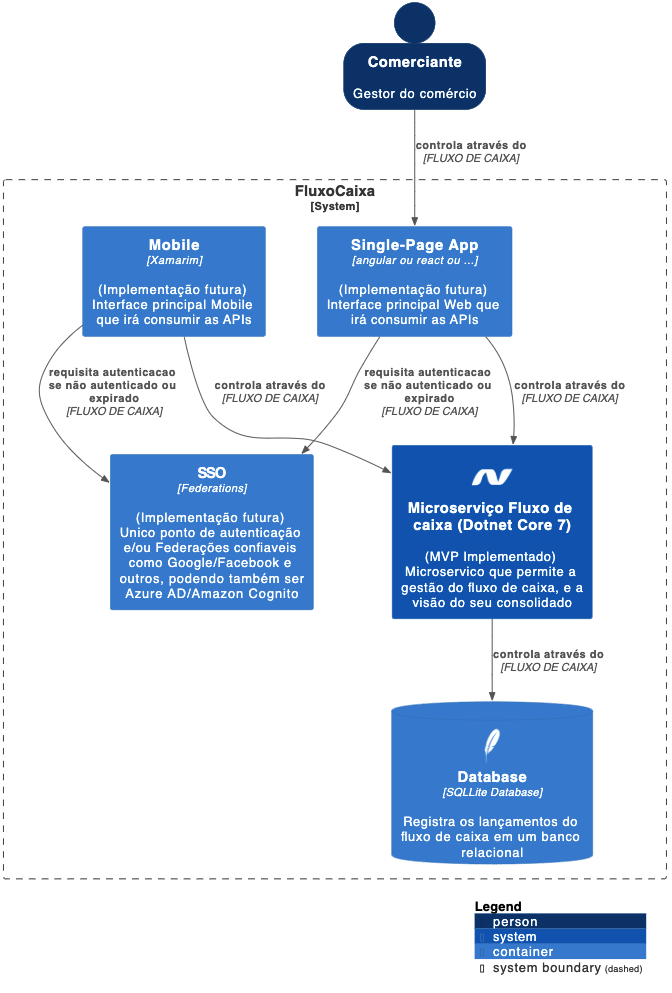 Comerciante
Gestor do comércio
controla através do
[FLUXO DE CAIXA]
FluxoCaixa
[System]
Mobile
[Xamarim]
(Implementação futura)
Interface principal Mobile
que irá consumir as APIs
Single-Page App
[angular ou react ou ...]
(Implementação futura)
Interface principal Web que
irá consumir as APIs
requisita autenticacao
se não autenticado ou
expirado
[FLUXO DE CAIXA]
controla através do
[FLUXO DE CAIXA]
requisita autenticacao
se não autenticado ou
expirado
[FLUXO DE CAIXA]
controla através do
[FLUXO DE CAIXA]
SSO
[Federations]
(Implementação futura)
Unico ponto de autenticação
e/ou Federações confiaveis
como Google/Facebook e
outros, podendo também ser
Azure AD/Amazon Cognito
Microserviço Fluxo de
caixa (Dotnet Core 7)
(MVP Implementado)
Microservico que permite a
gestão do fluxo de caixa, e a
visão do seu consolidado
controla através do
[FLUXO DE CAIXA]
Database
[SQLLite Database]
Registra os lançamentos do
fluxo de caixa em um banco
relacional
Legend
person
system
container
system boundary (dashed)